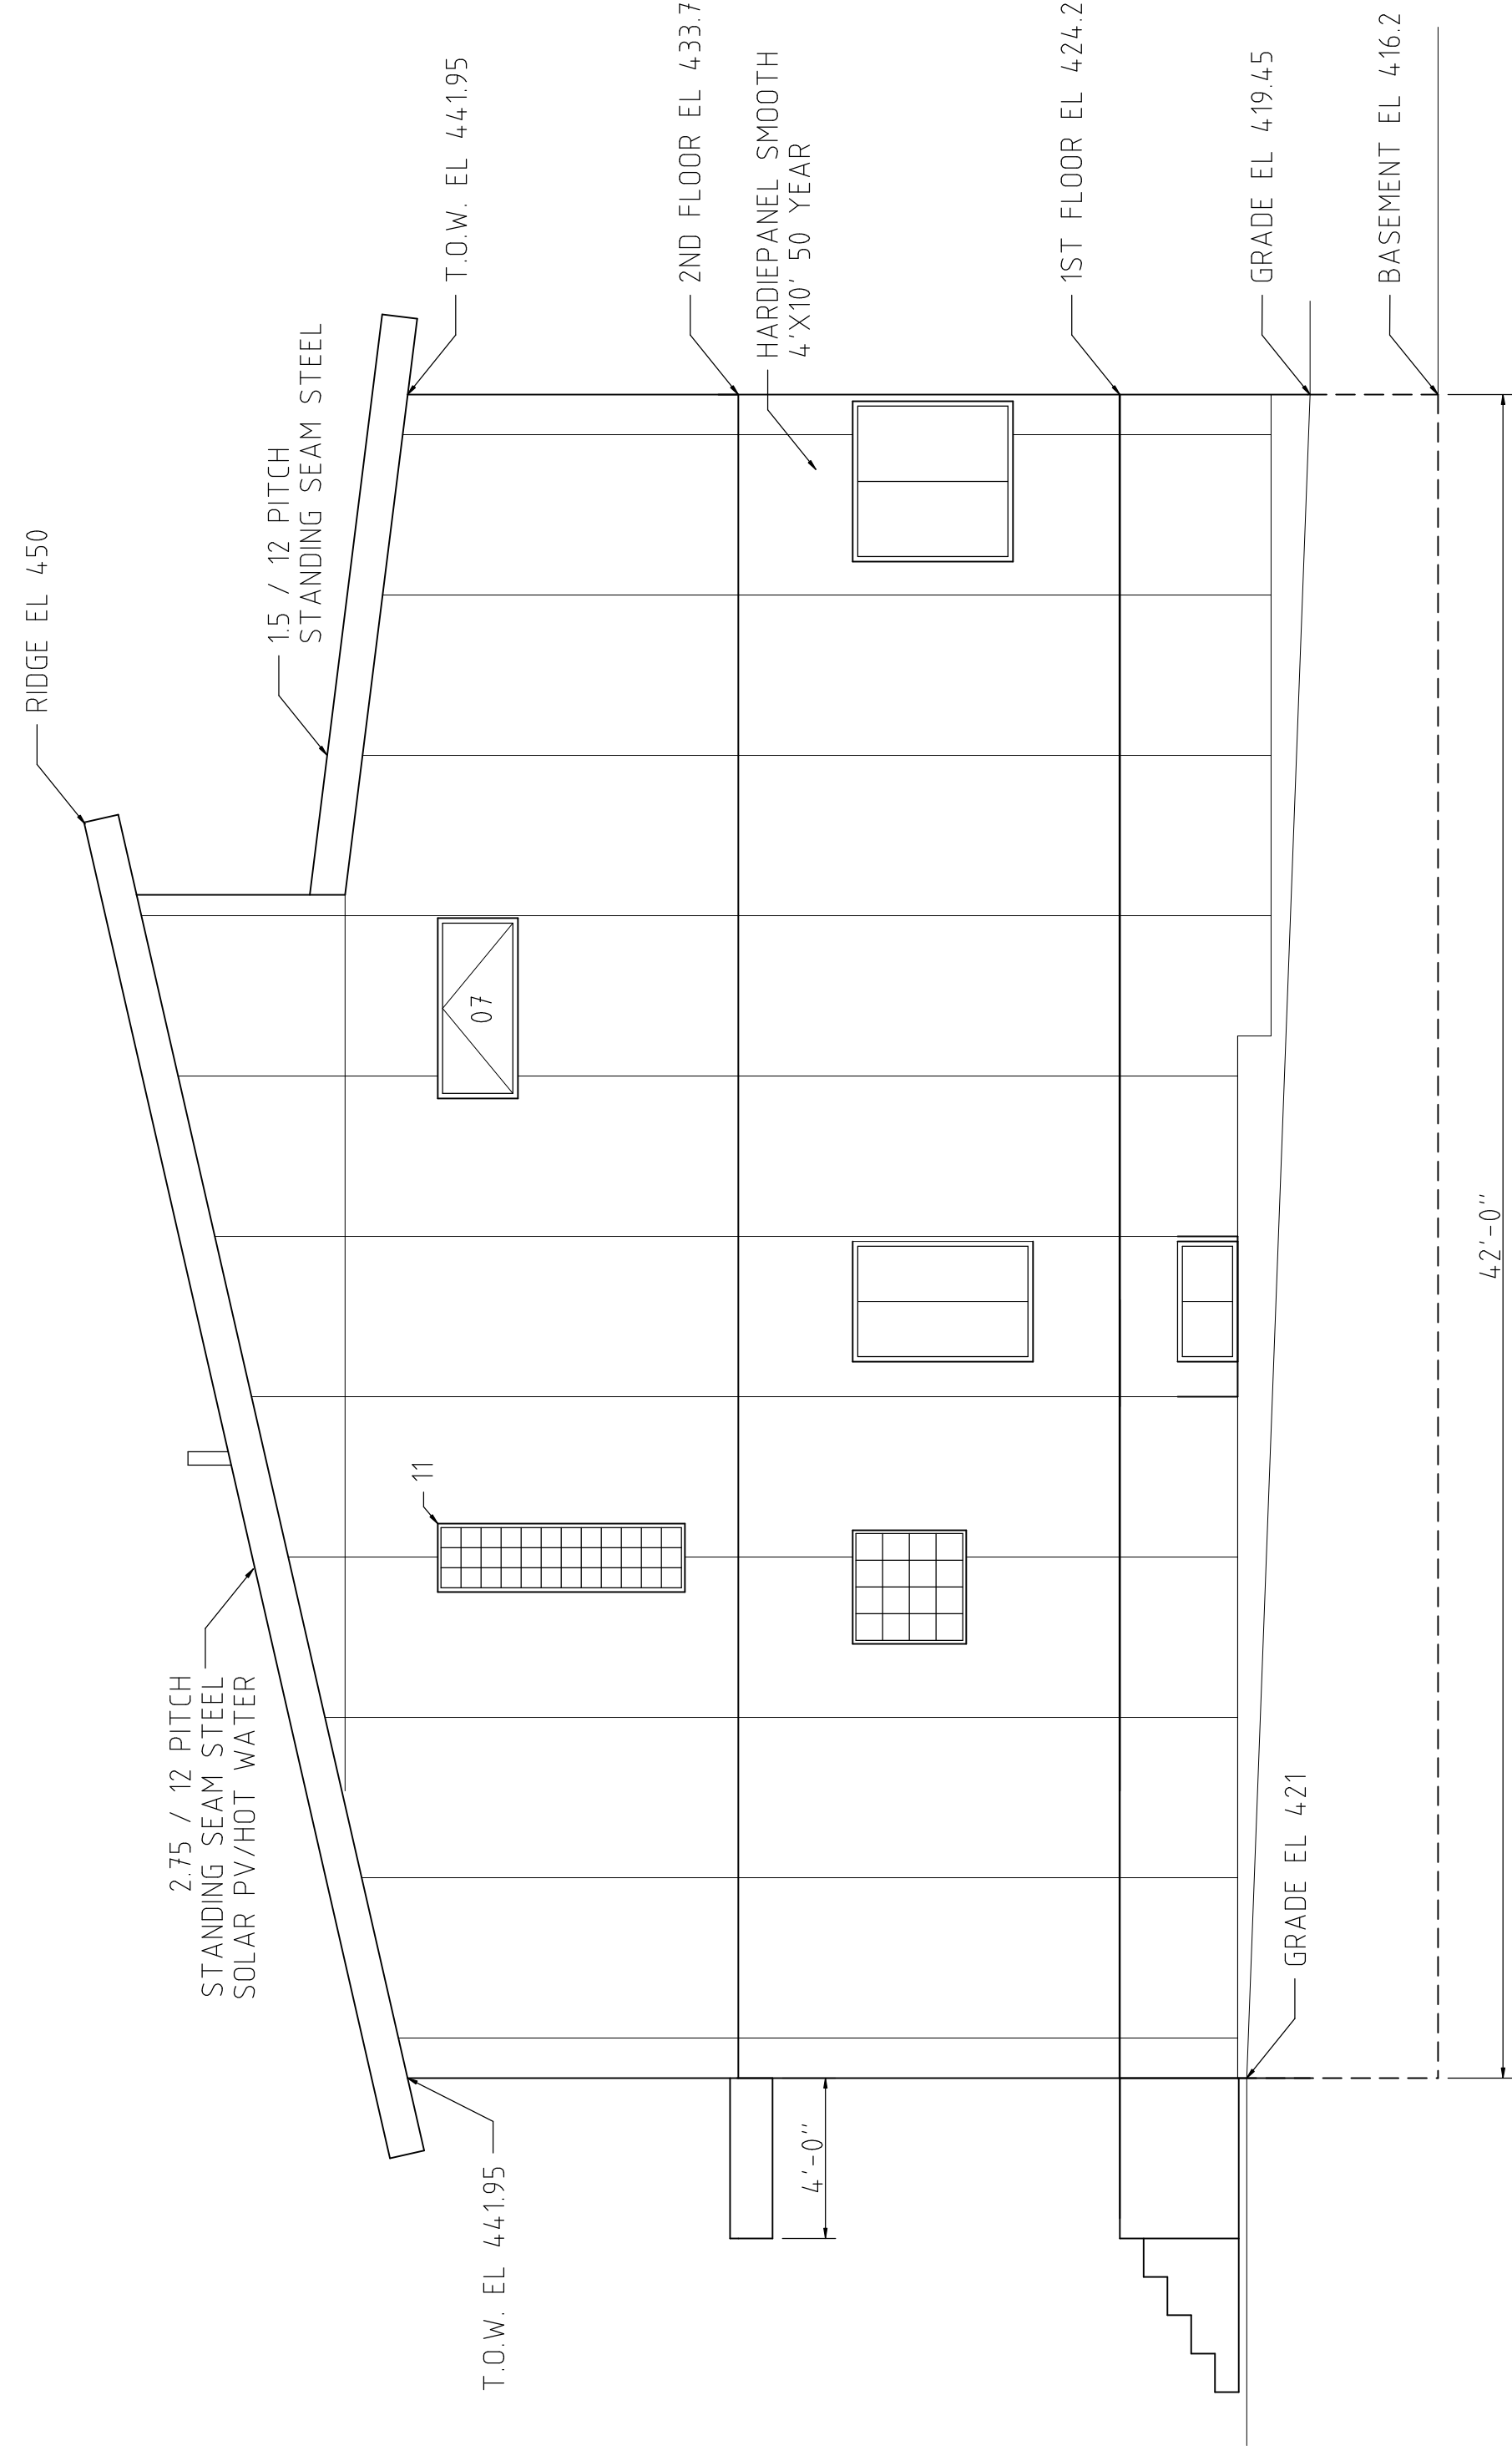 RIDGE EL 450
1.5 / 12 PITCH
STANDING SEAM STEEL
2.75 / 12 PITCH
STANDING SEAM STEEL
SOLAR PV/HOT WATER
T.O.W. EL 441.95
T.O.W. EL 441.95
07
11
2ND FLOOR EL 433.7
HARDIEPANEL SMOOTH
4'X10' 50 YEAR
4'-0"
1ST FLOOR EL 424.2
GRADE EL 419.45
GRADE EL 421
BASEMENT EL 416.2
42'-0"